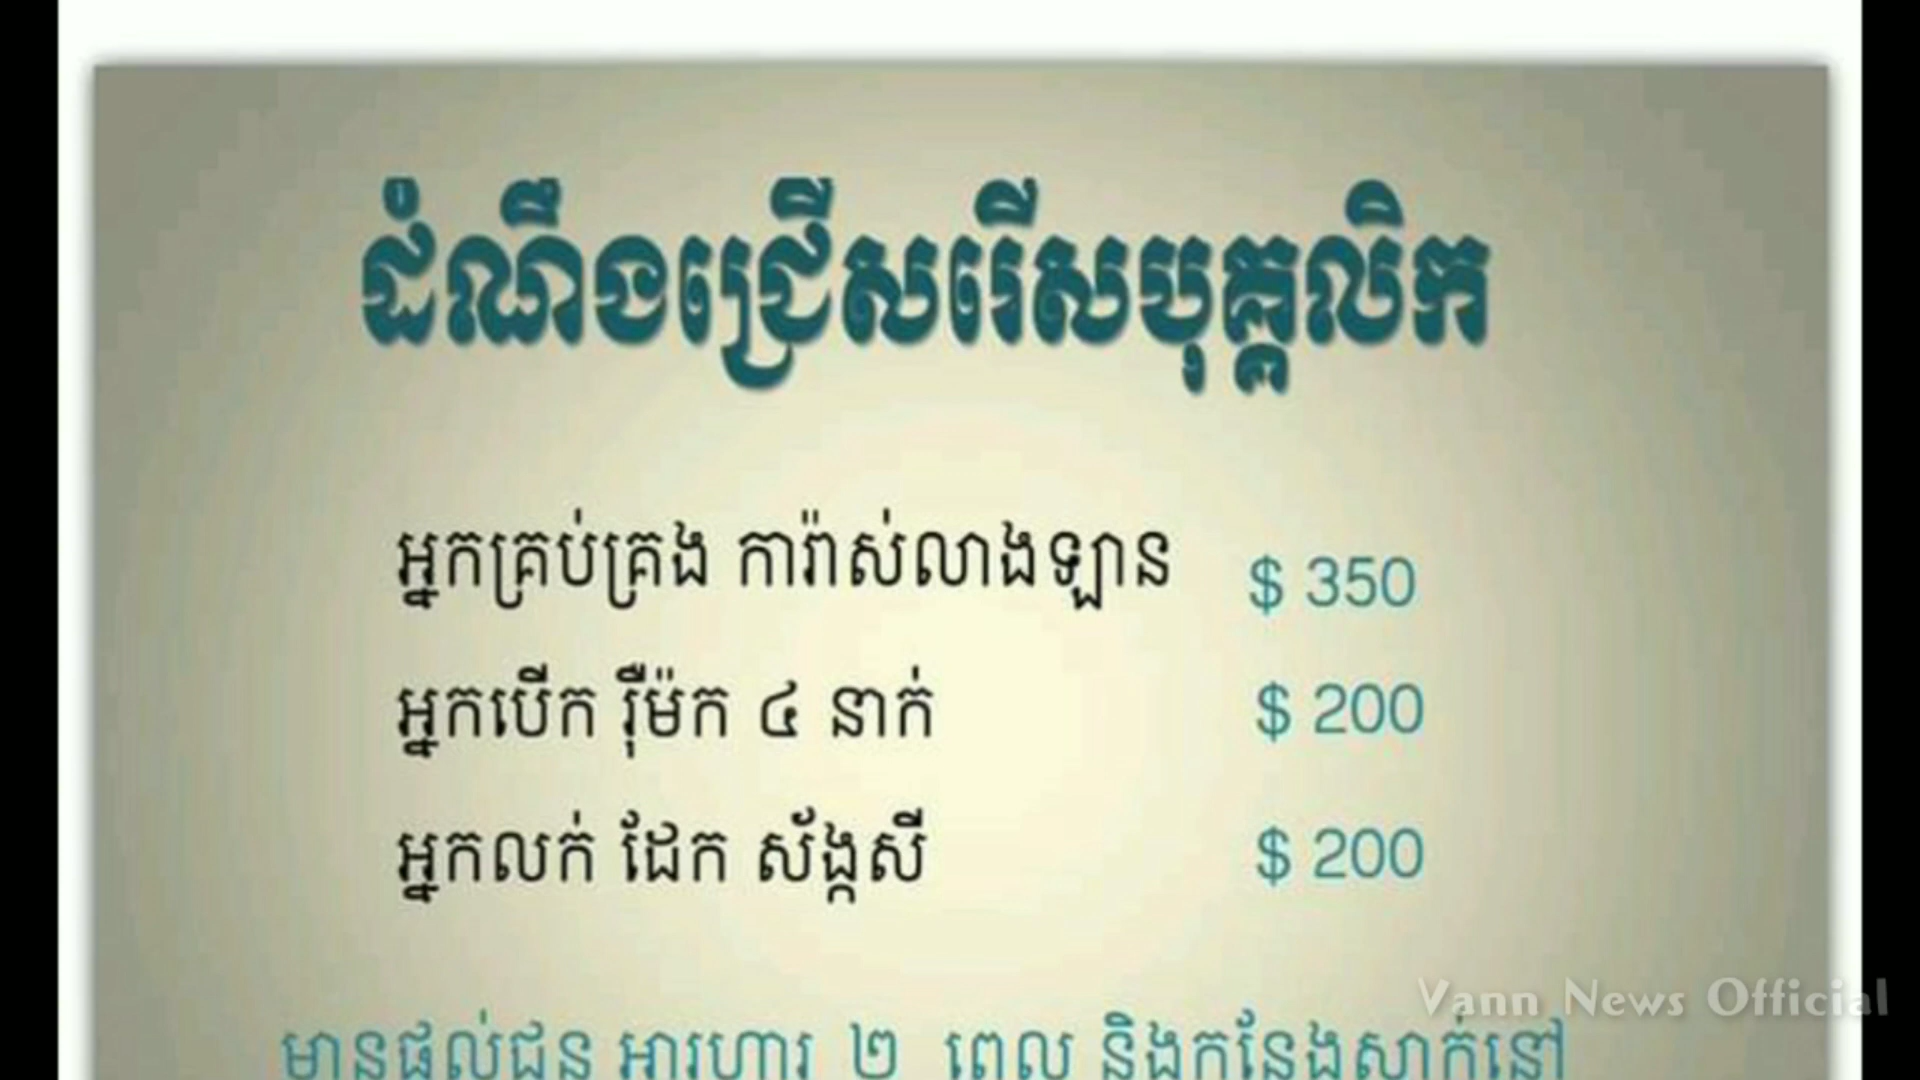 ដំណឹងជ្រើសរើសបុគ្គលិក
អ្នកគ្រប់គ្រង ការ៉ាស់លាងឡាន $ 350
អ្នកបើក រ៉ឺម៉ក ៤ នាក់ $ 200
អ្នកលក់ ដែក ស័ង្កសី $ 200
Vann News Official
មានផល់ជូន អារហារ ២ ពេល និងកន្លែងស្នាក់នៅ